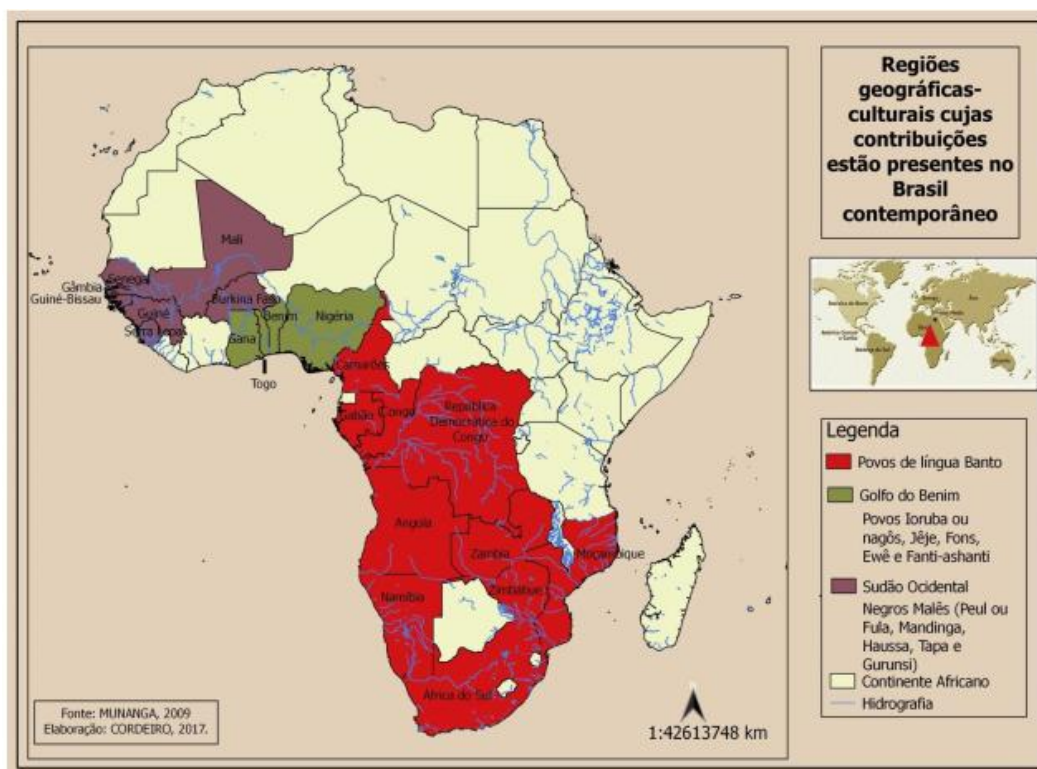 Regiões
geográficas-
culturais cujas
contribuições
estão presentes no
Brasil
contemporâneo
Mali
Senegal
Gâmbia
Guiné-Bissau
Burkina Faso
Guiné
Serra Leoa
Benim
Nigéria
Gana
Togo
Camarões
Gabão
Congo
República
Democrática do
Congo
Angola
Zambia
Moçambique
Zimbabue
Namíbia
África do Sul
Legenda
Povos de língua Banto
Golfo do Benim
Povos Ioruba ou
nagôs, Jêje, Fons,
Ewê e Fanti-ashanti
Sudão Ocidental
Negros Malês (Peul ou
Fula, Mandinga,
Haussa, Tapa e
Gurunsi)
Continente Africano
Hidrografia
Fonte: MUNANGA, 2009
Elaboração: CORDEIRO, 2017.
1:42613748 km